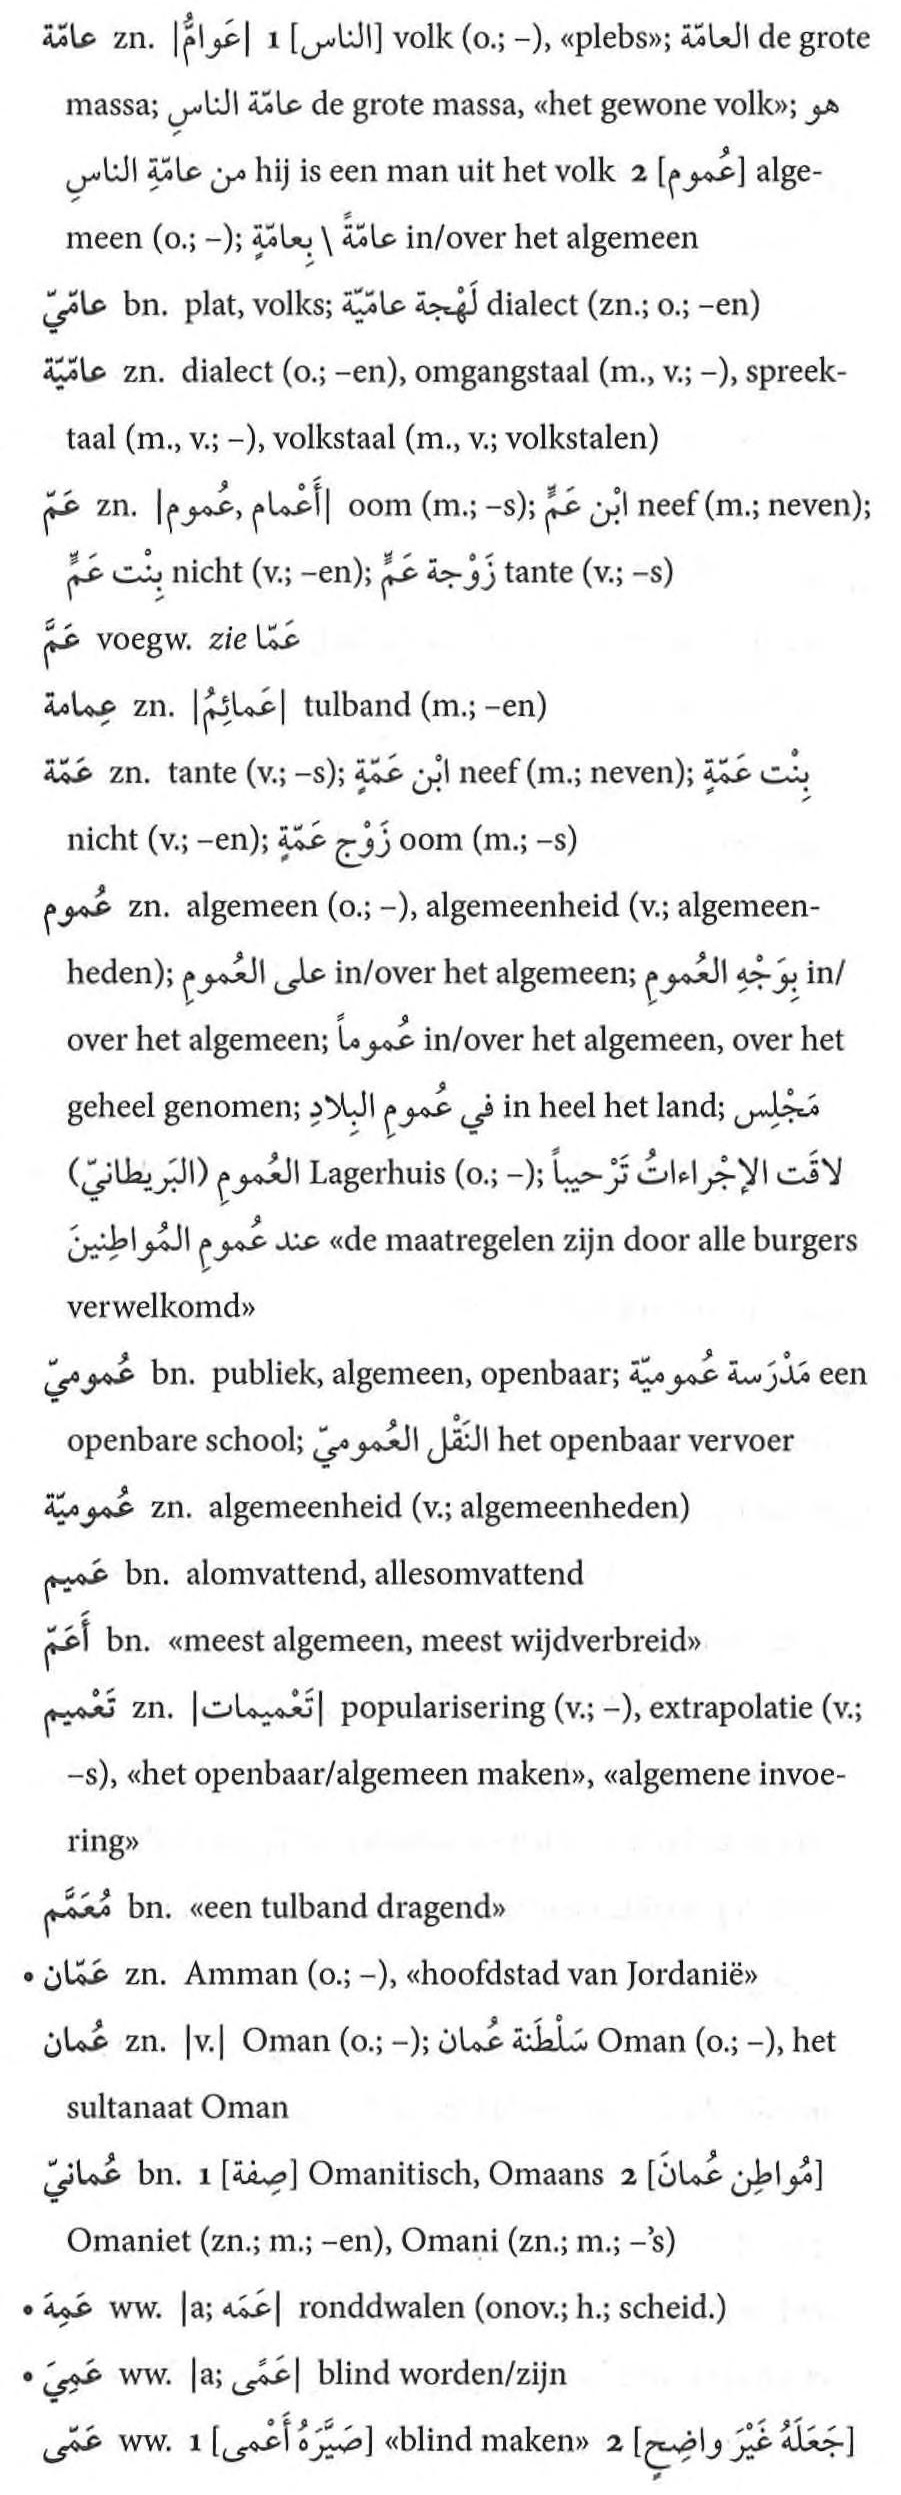 عامّة zn. |عَوامُّ| 1 [الناس] volk (o.; –), «plebs»; العامّة de grote
massa; عامّة الناسِ de grote massa, «het gewone volk»; هو
من عامّةِ الناسِ hij is een man uit het volk 2 [عُموم] alge-
meen (o.; –); عامّةً \ بِعامّةٍ in/over het algemeen
عامّيّ bn. plat, volks; لَهْجة عامّيّة dialect (zn.; o.; –en)
عامّيّة zn. dialect (o.; –en), omgangstaal (m., v.; –), spreek-
taal (m., v.; –), volkstaal (m., v.; volkstalen)
عَمّ zn. |أَعْمام, عُموم| oom (m.; –s); ابْن عَمٍّ neef (m.; neven);
بِنْت عَمٍّ nicht (v.; –en); زَوْجة عَمٍّ tante (v.; –s)
عَمَّ voegw. zie عَمّا
عِمامة zn. |عَمائِمُ| tulband (m.; –en)
عَمّة zn. tante (v.; –s); ابْن عَمّةٍ neef (m.; neven); بِنْت عَمّةٍ
nicht (v.; –en); زَوْج عَمّةٍ oom (m.; –s)
عُموم zn. algemeen (o.; –), algemeenheid (v.; algemeen-
heden); على العُمومِ in/over het algemeen; بِوَجْهِ العُمومِ in/
over het algemeen; عُموماً in/over het algemeen, over het
geheel genomen; في عُمومِ البِلادِ in heel het land; مَجْلِس
العُمومِ (البَريطانيّ) Lagerhuis (o.; –); لاقَت الإجْراءاتُ تَرْحيباً
عند عُمومِ المُواطِنينَ «de maatregelen zijn door alle burgers
verwelkomd»
عُموميّ bn. publiek, algemeen, openbaar; مَدْرَسة عُموميّة een
openbare school; النَقْل العُموميّ het openbaar vervoer
عُموميّة zn. algemeenheid (v.; algemeenheden)
عَميم bn. alomvattend, allesomvattend
أَعَمّ bn. «meest algemeen, meest wijdverbreid»
تَعْميم zn. |تَعْميمات| popularisering (v.; –), extrapolatie (v.;
–s), «het openbaar/algemeen maken», «algemene invoe-
ring»
مُعَمَّم bn. «een tulband dragend»
• عَمّان zn. Amman (o.; –), «hoofdstad van Jordanië»
عُمان zn. |v.| Oman (o.; –); سَلْطَنة عُمان Oman (o.; –), het
sultanaat Oman
عُمانيّ bn. 1 [صِفة] Omanitisch, Omaans 2 [مُواطِن عُمانَ]
Omaniet (zn.; m.; –en), Omani (zn.; m.; –’s)
• عَمِهَ ww. |a; عَمَه| ronddwalen (onov.; h.; scheid.)
• عَمِيَ ww. |a; عَمًى| blind worden/zijn
عَمّى ww. 1 [صَيَّرَهُ أَعْمى] «blind maken» 2 [جَعَلَهُ غَيْرَ واضِحٍ]